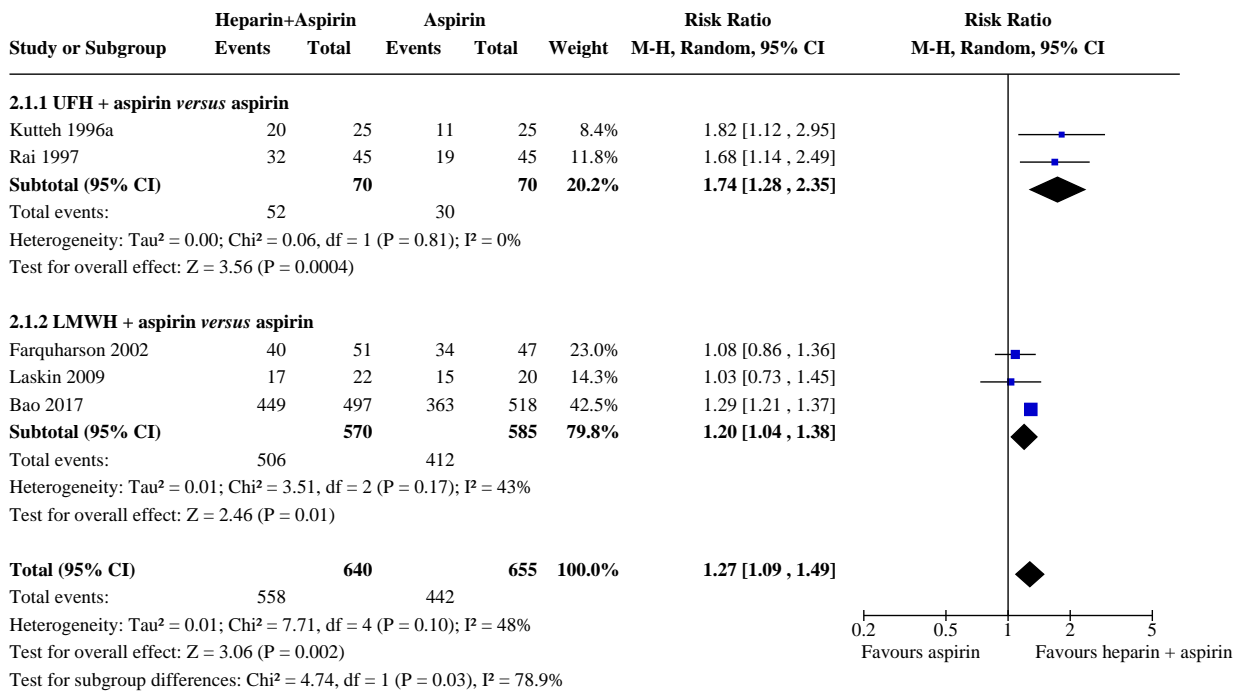 Heparin+Aspirin Aspirin Risk Ratio Risk Ratio
Study or Subgroup Events Total Events Total Weight M-H, Random, 95% CI M-H, Random, 95% CI
2.1.1 UFH + aspirin versus aspirin
Kutteh 1996a 20 25 11 25 8.4% 1.82 [1.12 , 2.95]
Rai 1997 32 45 19 45 11.8% 1.68 [1.14 , 2.49]
Subtotal (95% CI) 70 70 20.2% 1.74 [1.28 , 2.35]
Total events: 52 30
Heterogeneity: Tau² = 0.00; Chi² = 0.06, df = 1 (P = 0.81); I² = 0%
Test for overall effect: Z = 3.56 (P = 0.0004)
2.1.2 LMWH + aspirin versus aspirin
Farquharson 2002 40 51 34 47 23.0% 1.08 [0.86 , 1.36]
Laskin 2009 17 22 15 20 14.3% 1.03 [0.73 , 1.45]
Bao 2017 449 497 363 518 42.5% 1.29 [1.21 , 1.37]
Subtotal (95% CI) 570 585 79.8% 1.20 [1.04 , 1.38]
Total events: 506 412
Heterogeneity: Tau² = 0.01; Chi² = 3.51, df = 2 (P = 0.17); I² = 43%
Test for overall effect: Z = 2.46 (P = 0.01)
Total (95% CI) 640 655 100.0% 1.27 [1.09 , 1.49]
Total events: 558 442
Heterogeneity: Tau² = 0.01; Chi² = 7.71, df = 4 (P = 0.10); I² = 48%
0.2 0.5 1 2 5
Test for overall effect: Z = 3.06 (P = 0.002)
Favours aspirin Favours heparin + aspirin
Test for subgroup differences: Chi² = 4.74, df = 1 (P = 0.03), I² = 78.9%